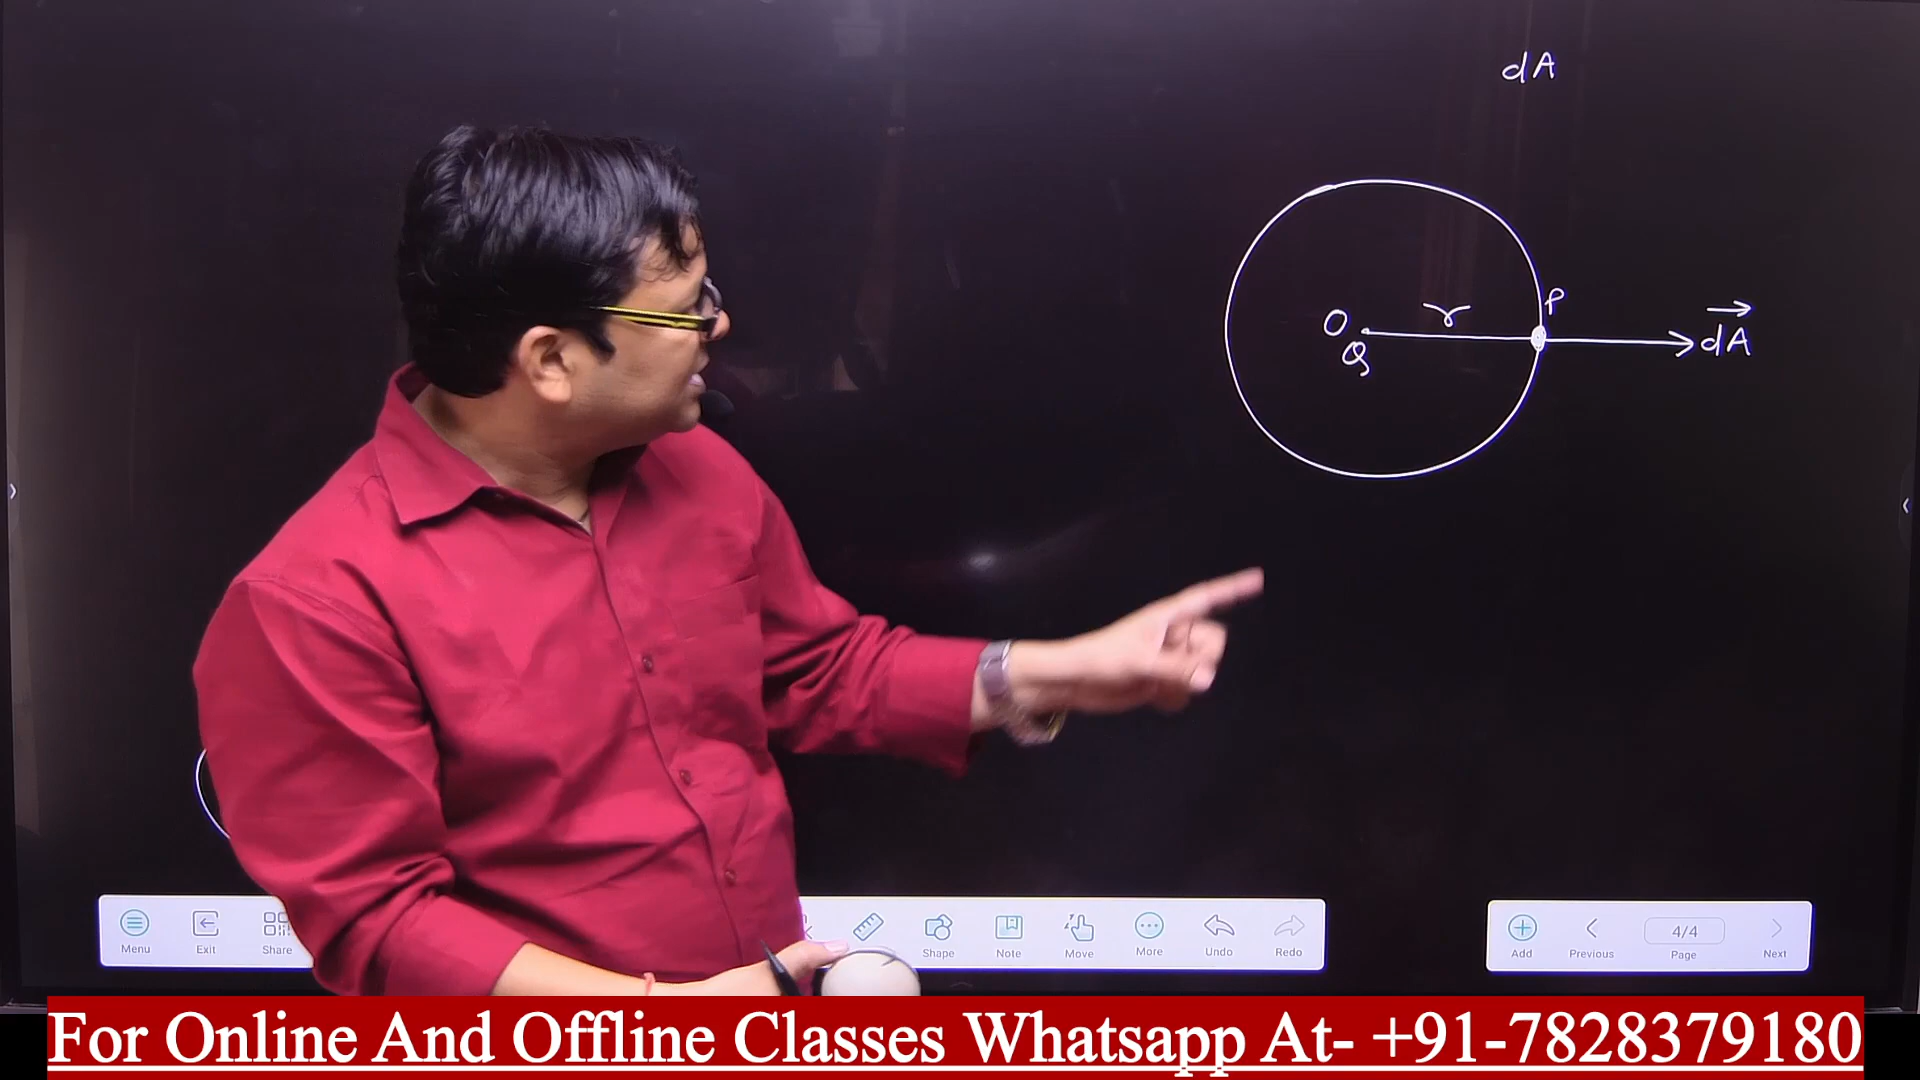 dA
P
O r dA
Q
Menu Exit Share Shape Note Move More Undo Redo Add Previous 4/4 Page Next
For Online And Offline Classes Whatsapp At- +91-7828379180